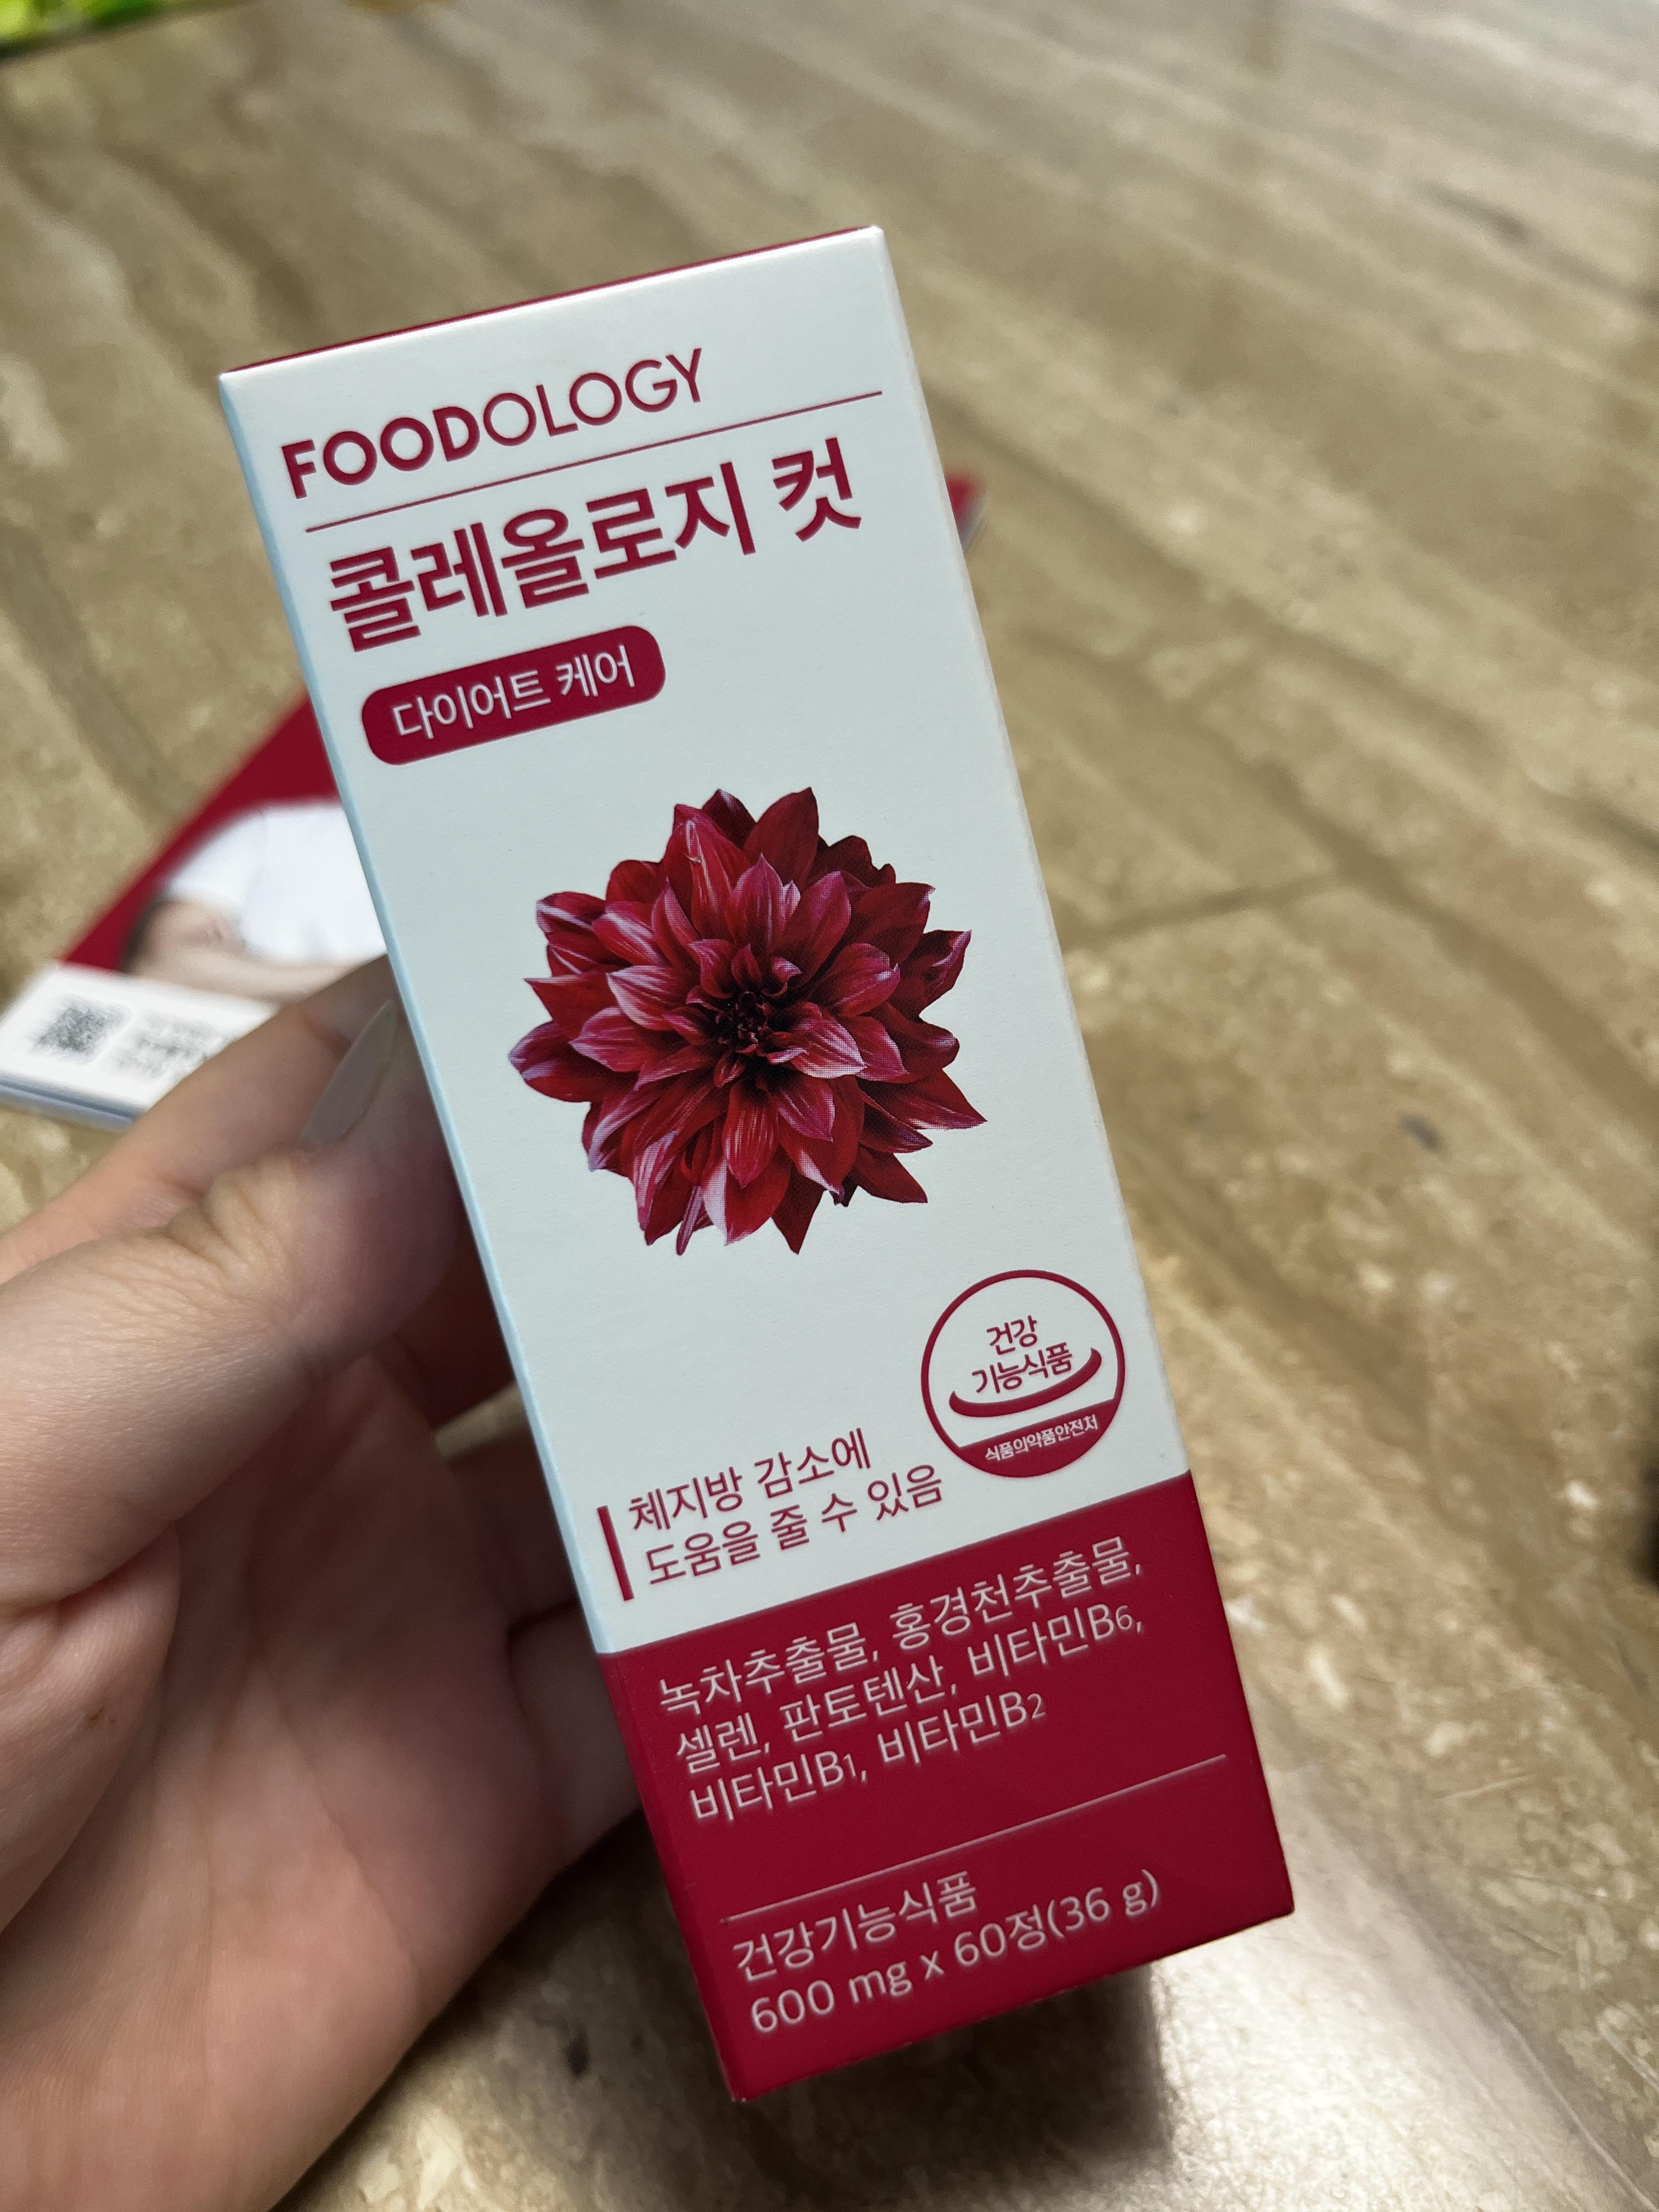 FOODOLOGY
콜레올로지 컷
다이어트 케어
건강
기능식품
식품의약품안전처
체지방 감소에
도움을 줄 수 있음
녹차추출물, 홍경천추출물,
셀렌, 판토텐산, 비타민B6,
비타민B1, 비타민B2
건강기능식품
600 mg x 60정(36 g)